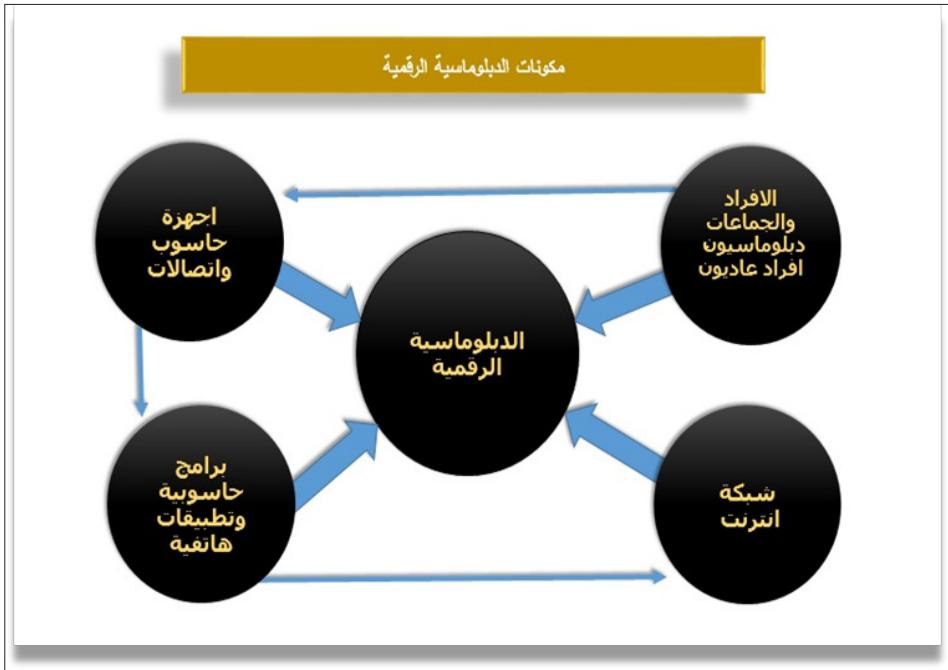 مكونات الدبلوماسية الرقمية
الافراد
والجماعات
دبلوماسيون
افراد عاديون
اجهزة
حاسوب
واتصالات
الدبلوماسية
الرقمية
برامج
حاسوبية
وتطبيقات
هاتفية
شبكة
انترنت